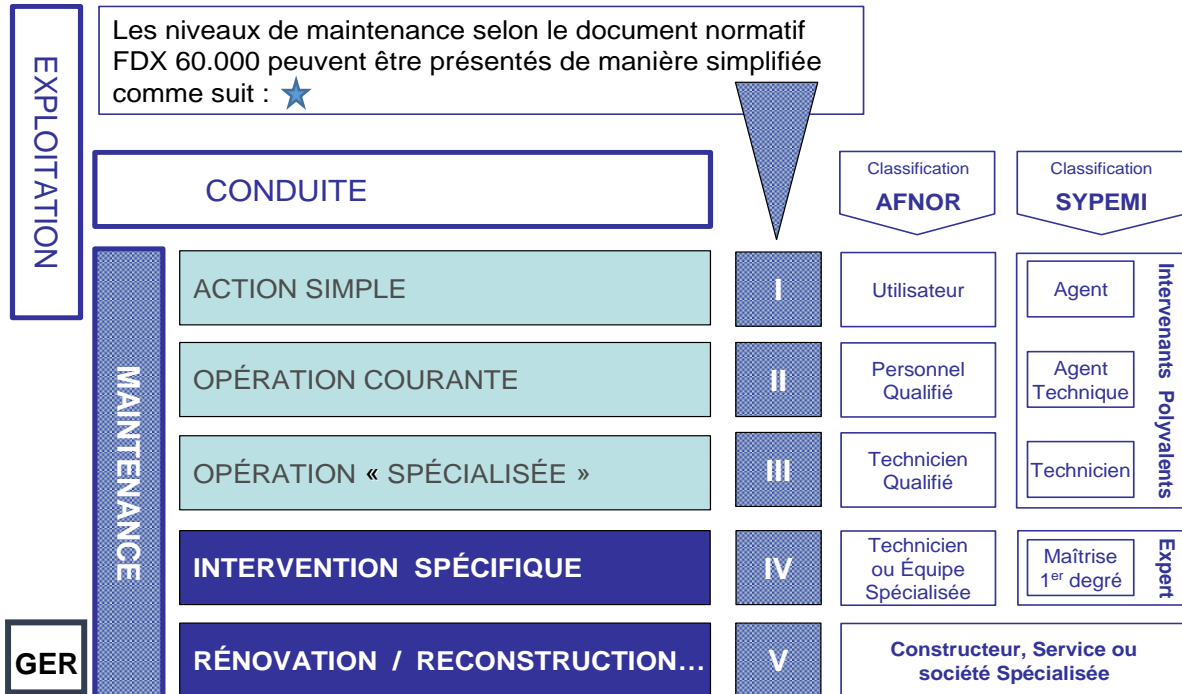 EXPLOITATION
Les niveaux de maintenance selon le document normatif
FDX 60.000 peuvent être présentés de manière simplifiée
comme suit :
CONDUITE
Classification
AFNOR
Classification
SYPEMI
MAINTENANCE
ACTION SIMPLE
I
Utilisateur
Agent
Intervenants Polyvalents
OPÉRATION COURANTE
II
Personnel
Qualifié
Agent
Technique
OPÉRATION « SPÉCIALISÉE »
III
Technicien
Qualifié
Technicien
INTERVENTION SPÉCIFIQUE
IV
Technicien
ou Équipe
Spécialisée
Maîtrise
1er degré
Expert
GER
RÉNOVATION / RECONSTRUCTION...
V
Constructeur, Service ou
société Spécialisée